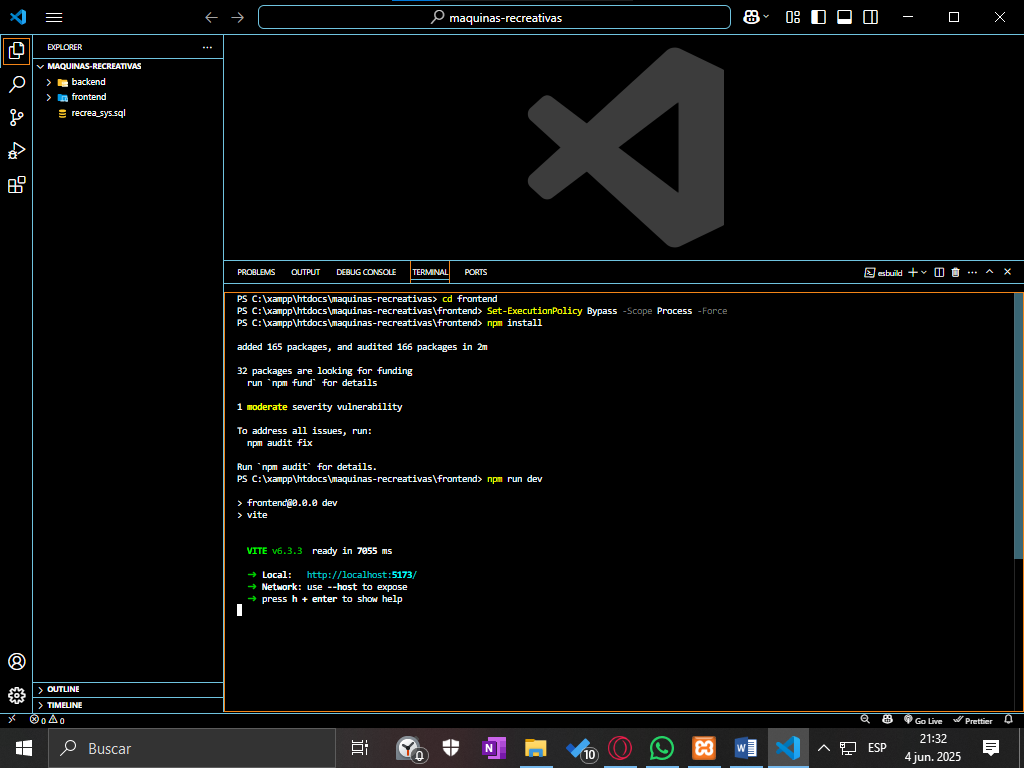 maquinas-recreativas
EXPLORER
MAQUINAS-RECREATIVAS
backend
frontend
recrea_sys.sql
OUTLINE
TIMELINE
PROBLEMS OUTPUT DEBUG CONSOLE TERMINAL PORTS
esbuild
PS C:\xampp\htdocs\maquinas-recreativas> cd frontend
PS C:\xampp\htdocs\maquinas-recreativas\frontend> Set-ExecutionPolicy Bypass -Scope Process -Force
PS C:\xampp\htdocs\maquinas-recreativas\frontend> npm install
added 165 packages, and audited 166 packages in 2m
32 packages are looking for funding
run `npm fund` for details
1 moderate severity vulnerability
To address all issues, run:
npm audit fix
Run `npm audit` for details.
PS C:\xampp\htdocs\maquinas-recreativas\frontend> npm run dev
> frontend@0.0.0 dev
> vite
VITE v6.3.3 ready in 7055 ms
➜ Local: http://localhost:5173/
➜ Network: use --host to expose
➜ press h + enter to show help
0 0
Go Live
Prettier
Buscar
N
10
W
ESP
21:32
4 jun. 2025